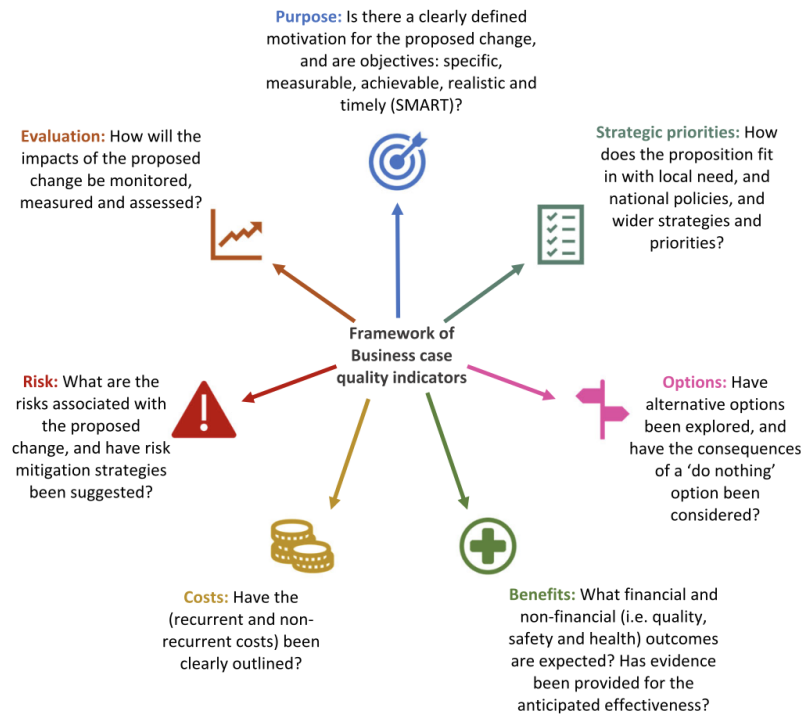 Purpose: Is there a clearly defined
motivation for the proposed change,
and are objectives: specific,
measurable, achievable, realistic and
timely (SMART)?
Evaluation: How will the
impacts of the proposed
change be monitored,
measured and assessed?
Strategic priorities: How
does the proposition fit
in with local need, and
national policies, and
wider strategies and
priorities?
Framework of
Business case
quality indicators
Risk: What are the
risks associated with
the proposed
change, and have risk
mitigation strategies
been suggested?
Options: Have
alternative options
been explored, and
have the consequences
of a ‘do nothing’
option been
considered?
Costs: Have the
(recurrent and non-
recurrent costs) been
clearly outlined?
Benefits: What financial and
non-financial (i.e. quality,
safety and health) outcomes
are expected? Has evidence
been provided for the
anticipated effectiveness?